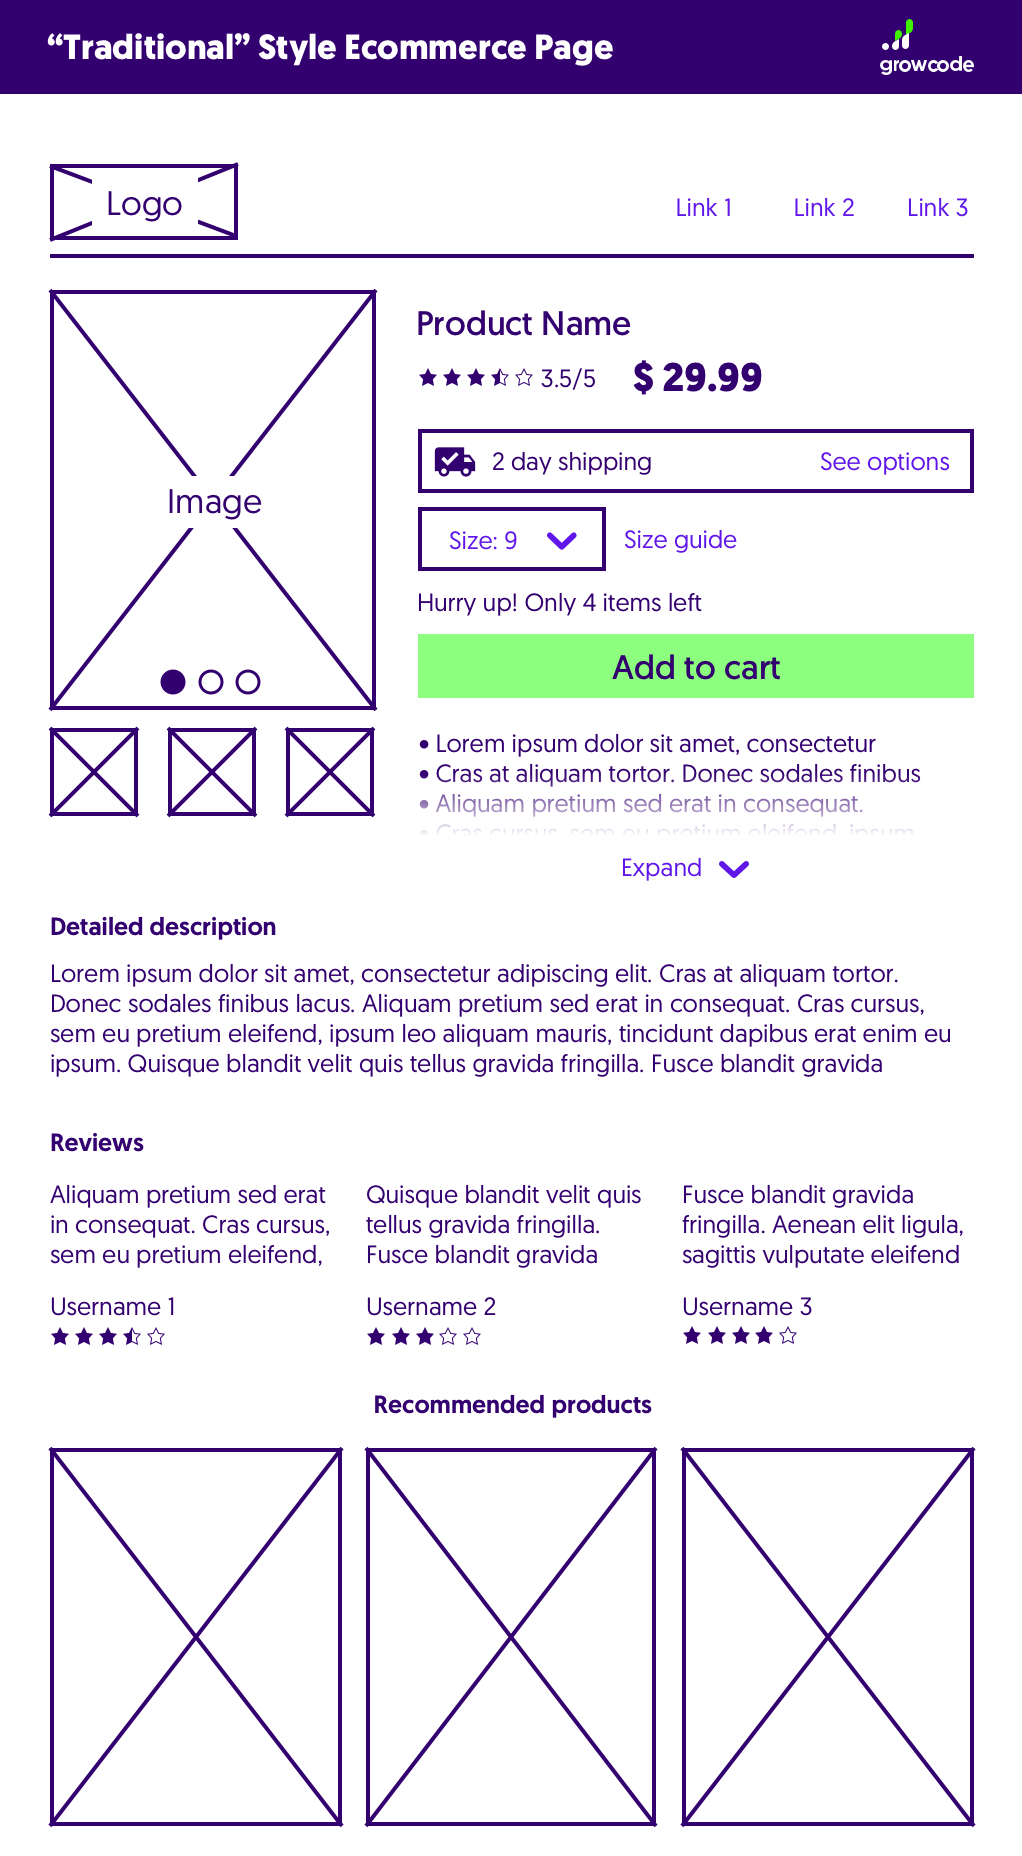 “Traditional” Style Ecommerce Page
growcode
Logo
Link 1 Link 2 Link 3
Image
Product Name
3.5/5 $ 29.99
2 day shipping See options
Size: 9 Size guide
Hurry up! Only 4 items left
Add to cart
• Lorem ipsum dolor sit amet, consectetur
• Cras at aliquam tortor. Donec sodales finibus
• Aliquam pretium sed erat in consequat.
• Cras cursus, sem eu pretium eleifend, ipsum
Expand
Detailed description
Lorem ipsum dolor sit amet, consectetur adipiscing elit. Cras at aliquam tortor.
Donec sodales finibus lacus. Aliquam pretium sed erat in consequat. Cras cursus,
sem eu pretium eleifend, ipsum leo aliquam mauris, tincidunt dapibus erat enim eu
ipsum. Quisque blandit velit quis tellus gravida fringilla. Fusce blandit gravida
Reviews
Aliquam pretium sed erat
in consequat. Cras cursus,
sem eu pretium eleifend,
Username 1
Quisque blandit velit quis
tellus gravida fringilla.
Fusce blandit gravida
Username 2
Fusce blandit gravida
fringilla. Aenean elit ligula,
sagittis vulputate eleifend
Username 3
Recommended products